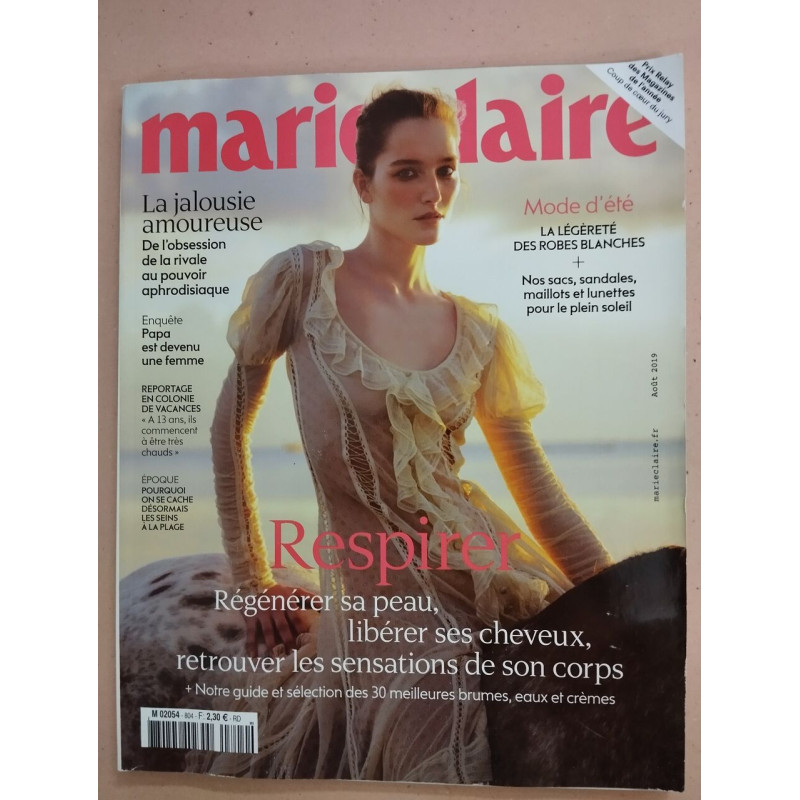 Prix Relay
des Magazines
de l'année
Coup de cœur du jury
marie claire
La jalousie
amoureuse
De l'obsession
de la rivale
au pouvoir
aphrodisiaque
Enquête
Papa
est devenu
une femme
REPORTAGE
EN COLONIE
DE VACANCES
« A 13 ans, ils
commencent
à être très
chauds »
ÉPOQUE
POURQUOI
ON SE CACHE
DÉSORMAIS
LES SEINS
A LA PLAGE
Mode d'été
LA LÉGÈRETÉ
DES ROBES BLANCHES
+
Nos sacs, sandales,
maillots et lunettes
pour le plein soleil
marieclaire.fr Août 2019
Respirer
Régénérer sa peau,
libérer ses cheveux,
retrouver les sensations de son corps
+ Notre guide et sélection des 30 meilleures brumes, eaux et crèmes
M 02054 - 804 - F: 2,30 € - RD